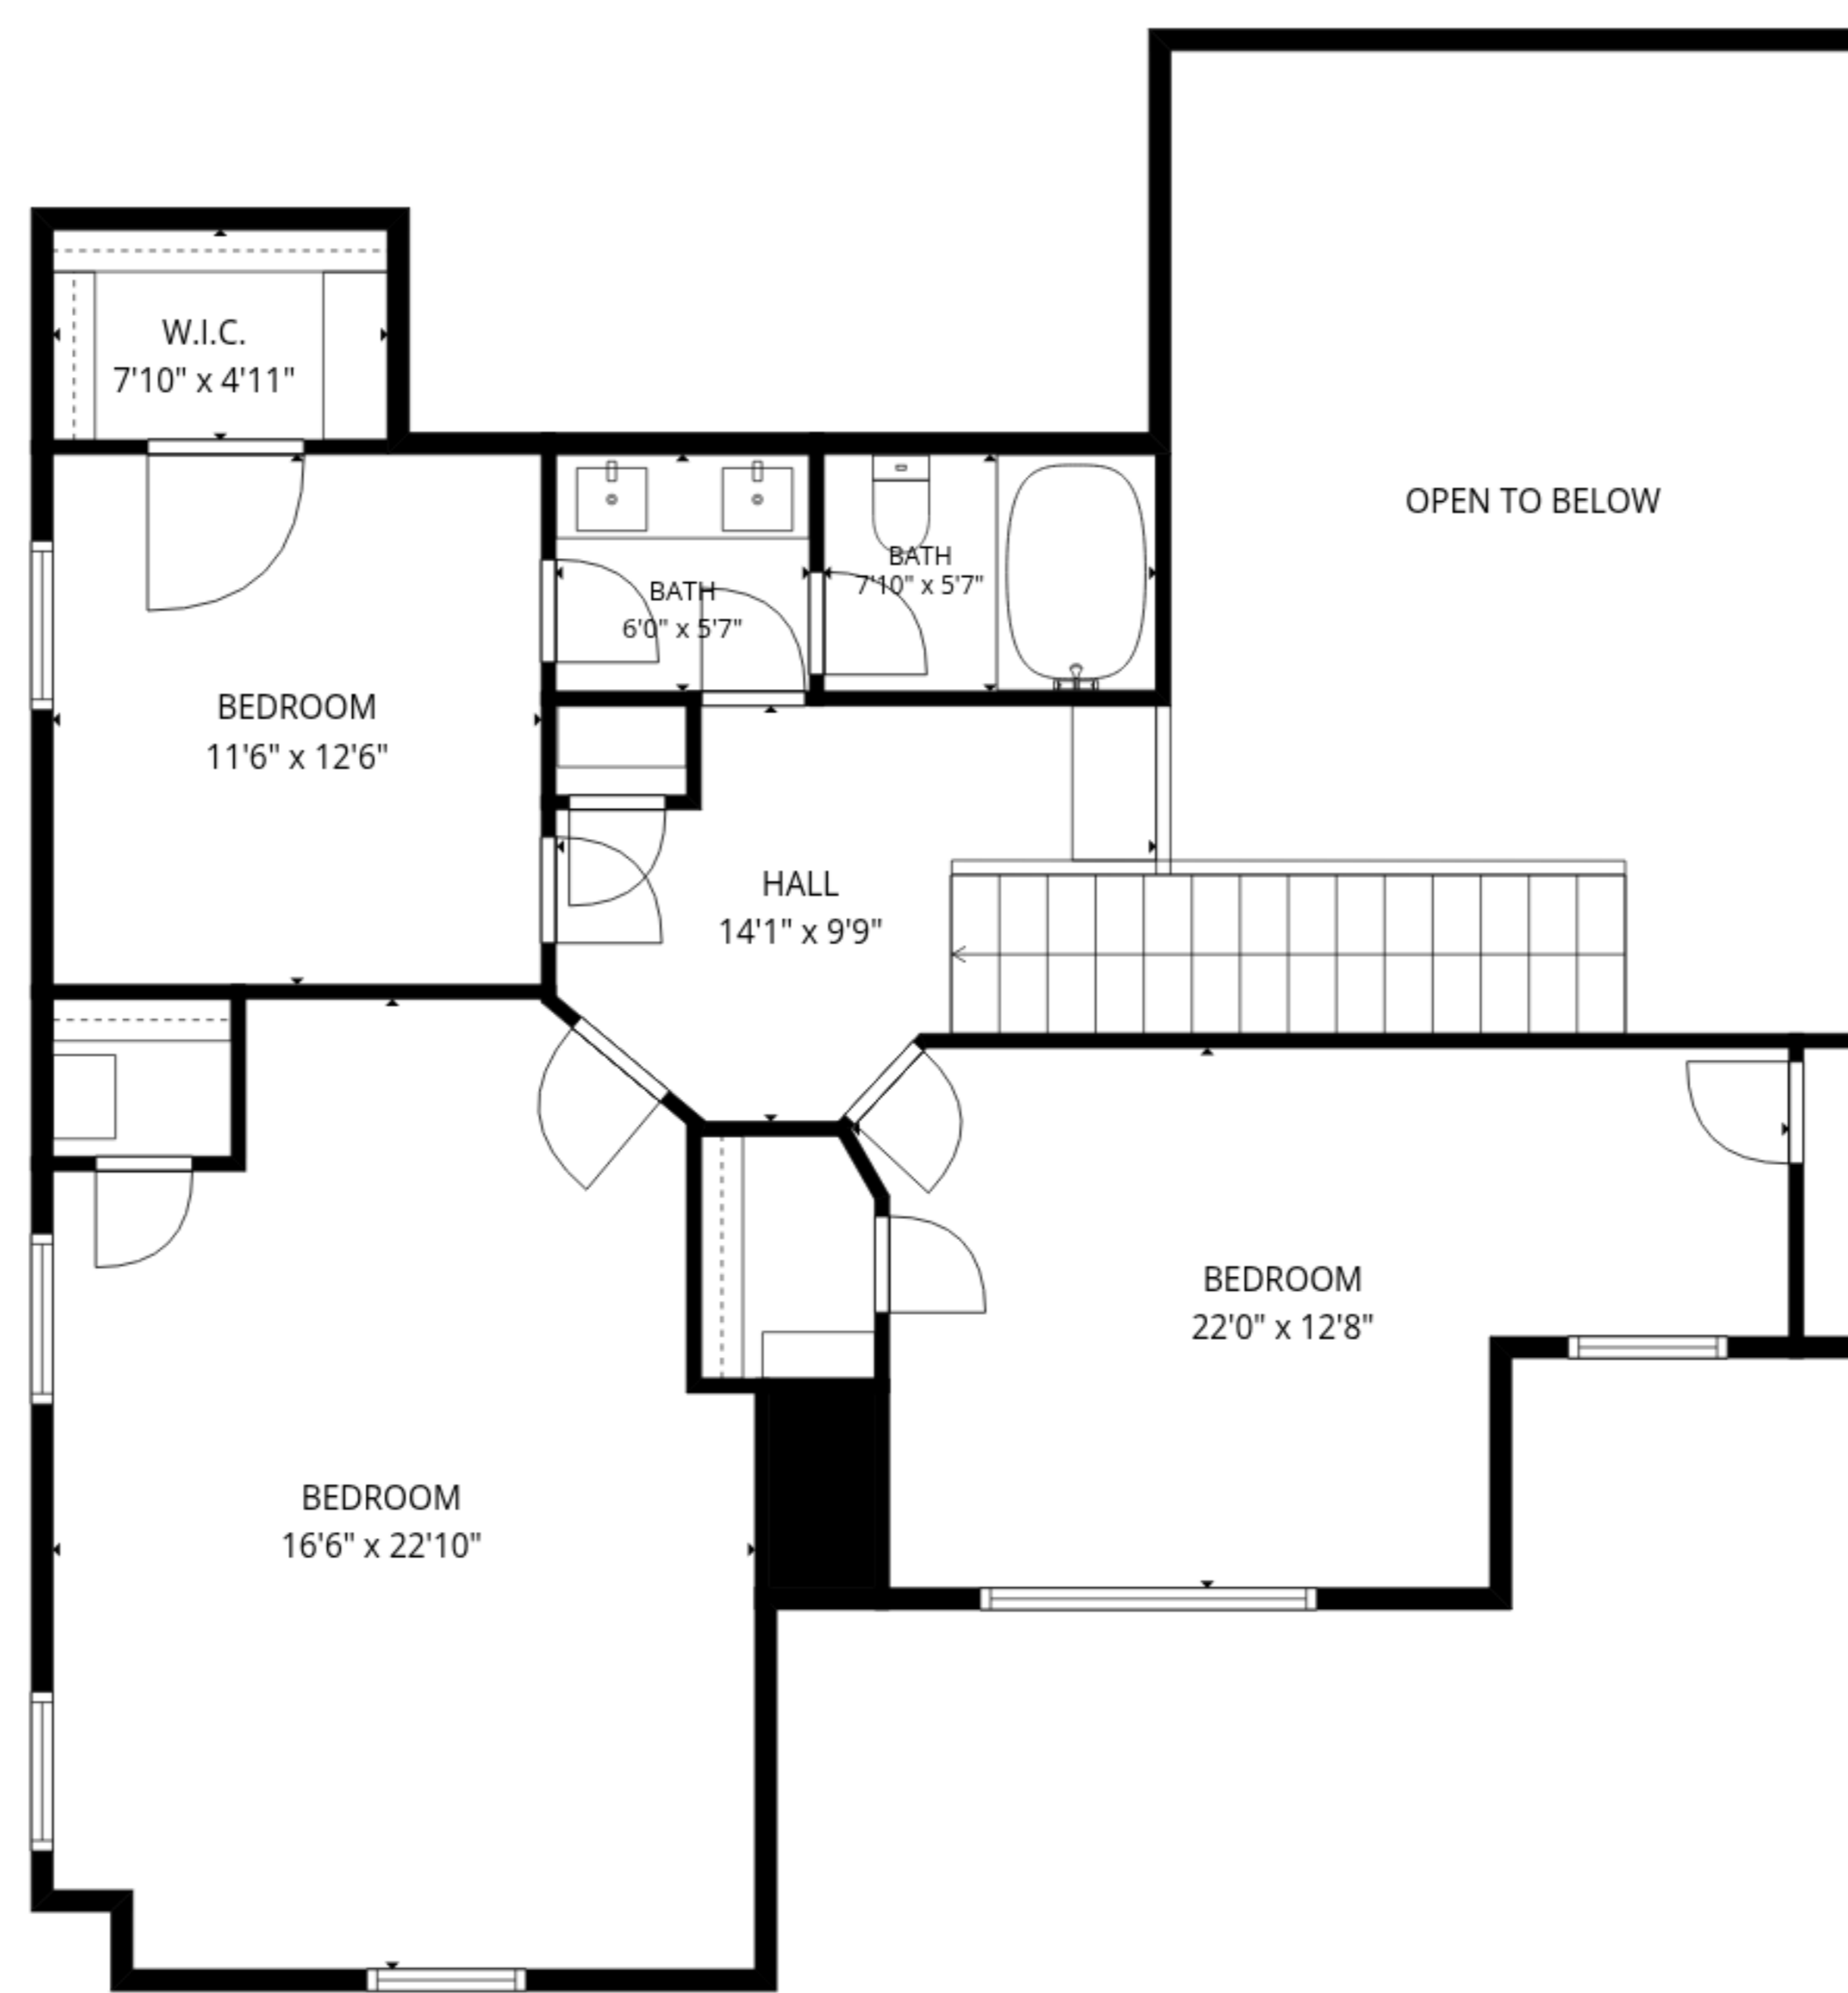 W.I.C.
7'10" x 4'11"
OPEN TO BELOW
BATH
7'10" x 5'7"
BATH
6'0" x 5'7"
BEDROOM
11'6" x 12'6"
HALL
14'1" x 9'9"
BEDROOM
22'0" x 12'8"
BEDROOM
16'6" x 22'10"